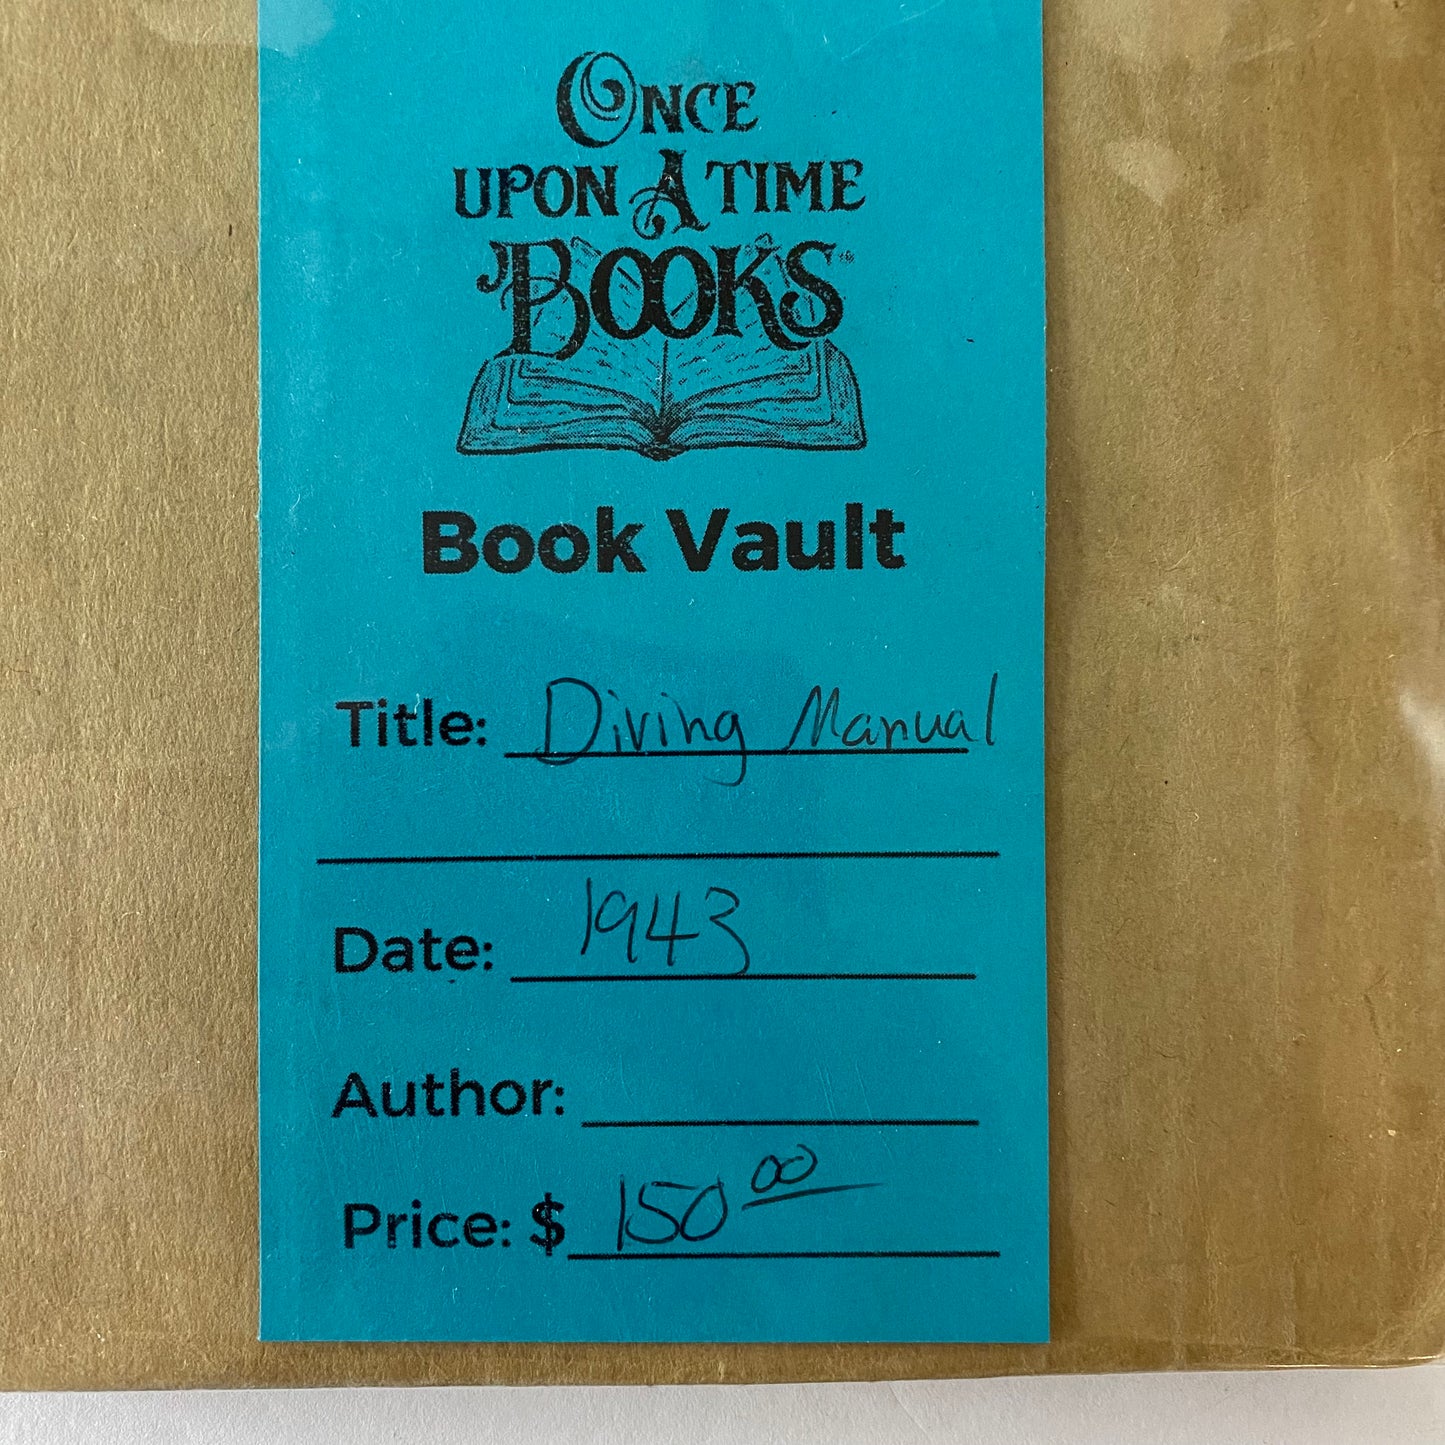 ONCE
UPON A TIME
BOOKS
Book Vault
Title: Diving Manual
Date: 1943
Author:
Price: $ 150.00